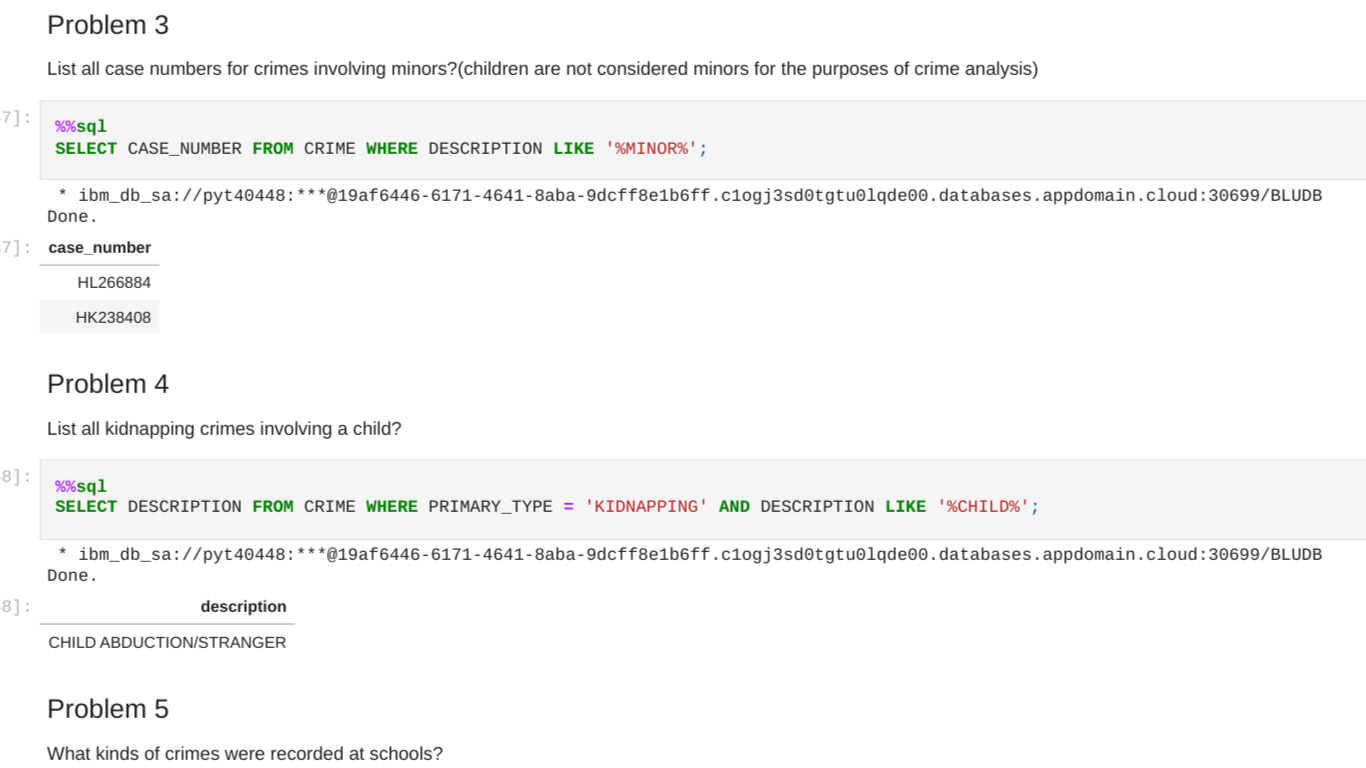 Problem 3
List all case numbers for crimes involving minors?(children are not considered minors for the purposes of crime analysis)
7]:
%%sql
SELECT CASE_NUMBER FROM CRIME WHERE DESCRIPTION LIKE '%MINOR%';
* ibm_db_sa://pyt40448:***@19af6446-6171-4641-8aba-9dcff8e1b6ff.c1ogj3sd0tgtu0lqde00.databases.appdomain.cloud:30699/BLUDB
Done.
7]: case_number
HL266884
HK238408
Problem 4
List all kidnapping crimes involving a child?
8]:
%%sql
SELECT DESCRIPTION FROM CRIME WHERE PRIMARY_TYPE = 'KIDNAPPING' AND DESCRIPTION LIKE '%CHILD%';
* ibm_db_sa://pyt40448:***@19af6446-6171-4641-8aba-9dcff8e1b6ff.c1ogj3sd0tgtu0lqde00.databases.appdomain.cloud:30699/BLUDB
Done.
8]: description
CHILD ABDUCTION/STRANGER
Problem 5
What kinds of crimes were recorded at schools?